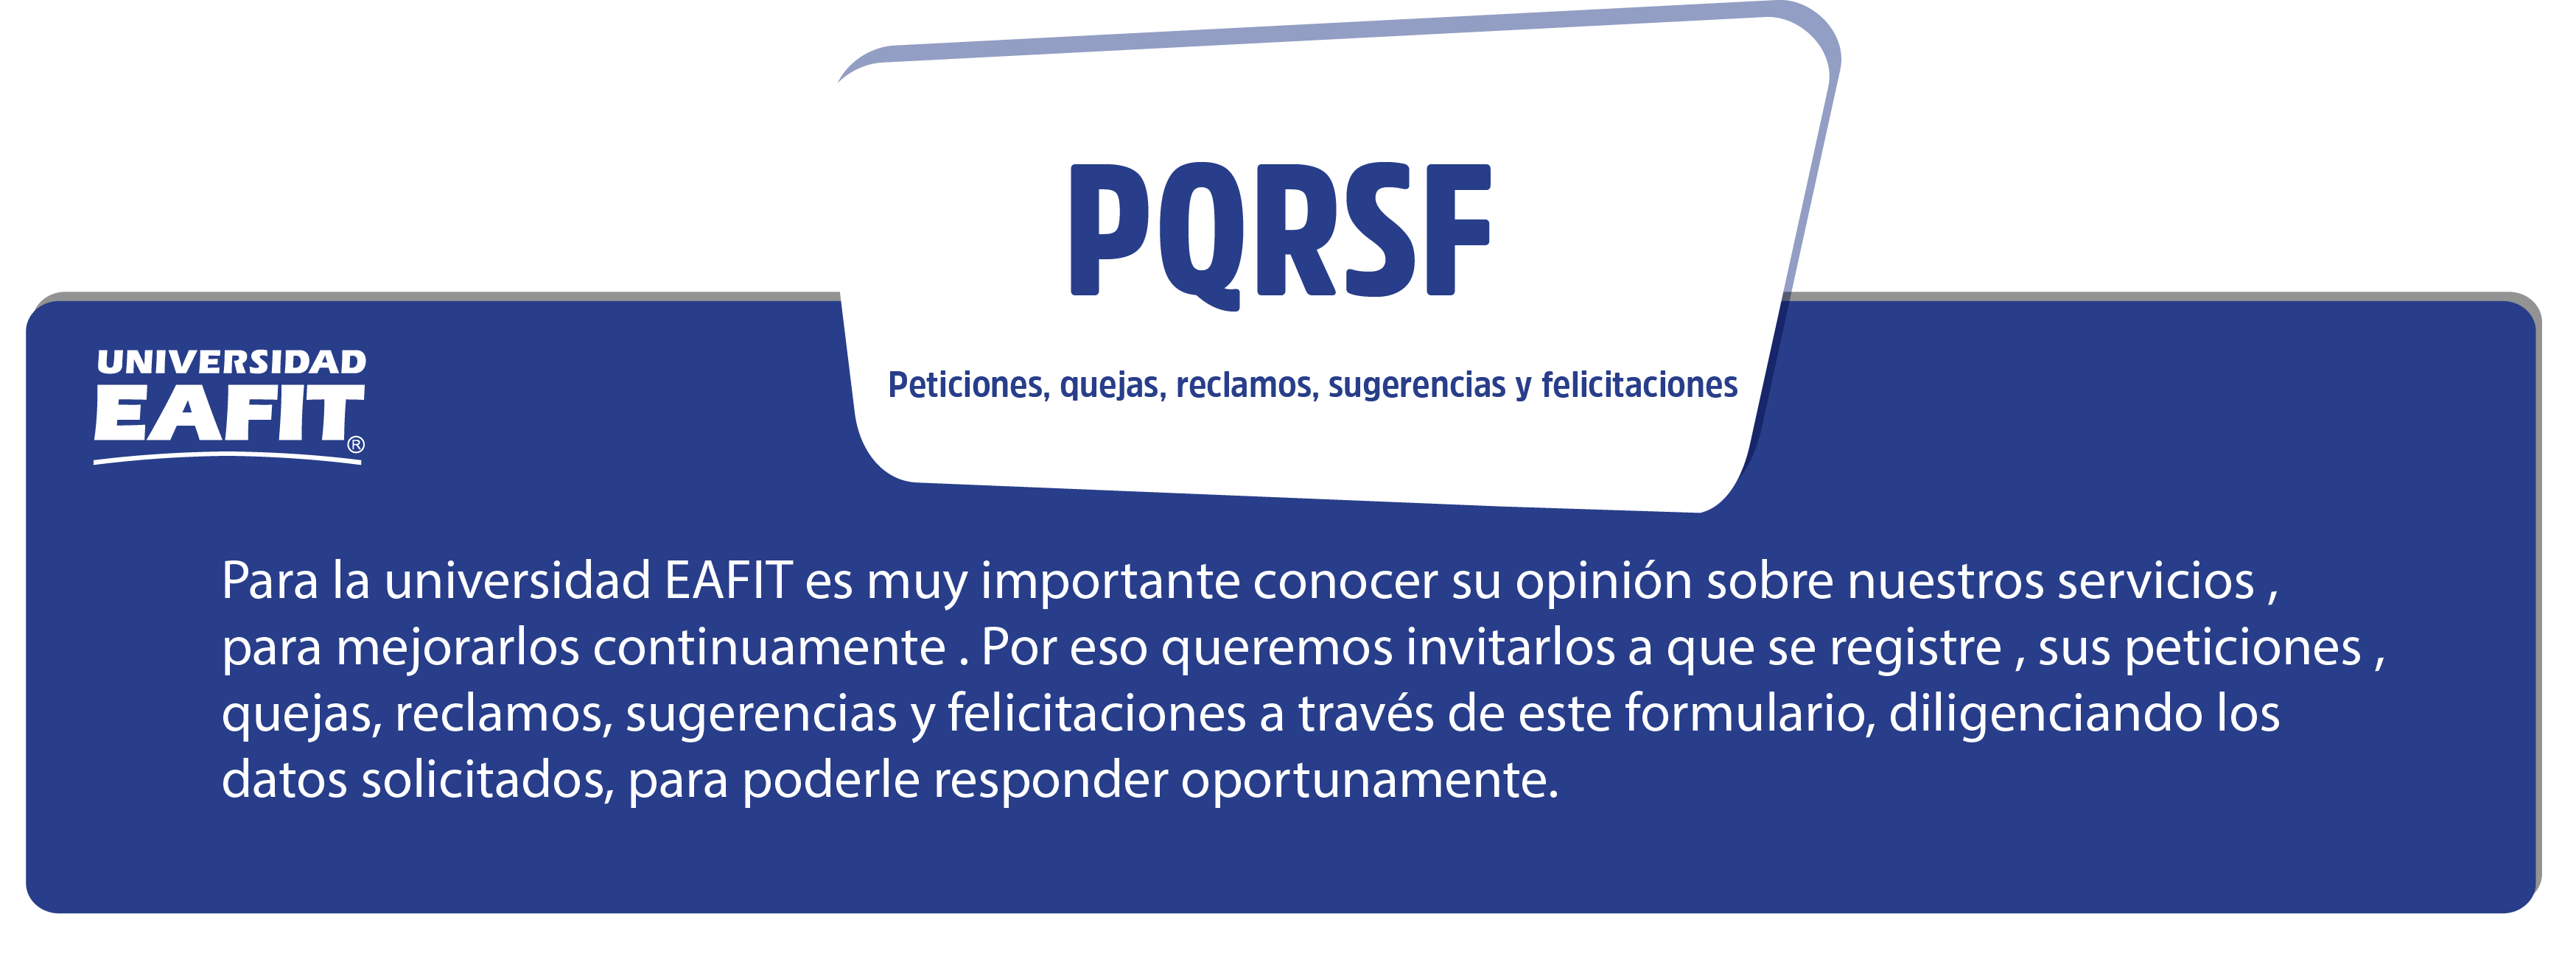 PQRSF
Peticiones, quejas, reclamos, sugerencias y felicitaciones
UNIVERSIDAD
EAFIT®
Para la universidad EAFIT es muy importante conocer su opinión sobre nuestros servicios ,
para mejorarlos continuamente . Por eso queremos invitarlos a que se registre , sus peticiones ,
quejas, reclamos, sugerencias y felicitaciones a través de este formulario, diligenciando los
datos solicitados, para poderle responder oportunamente.